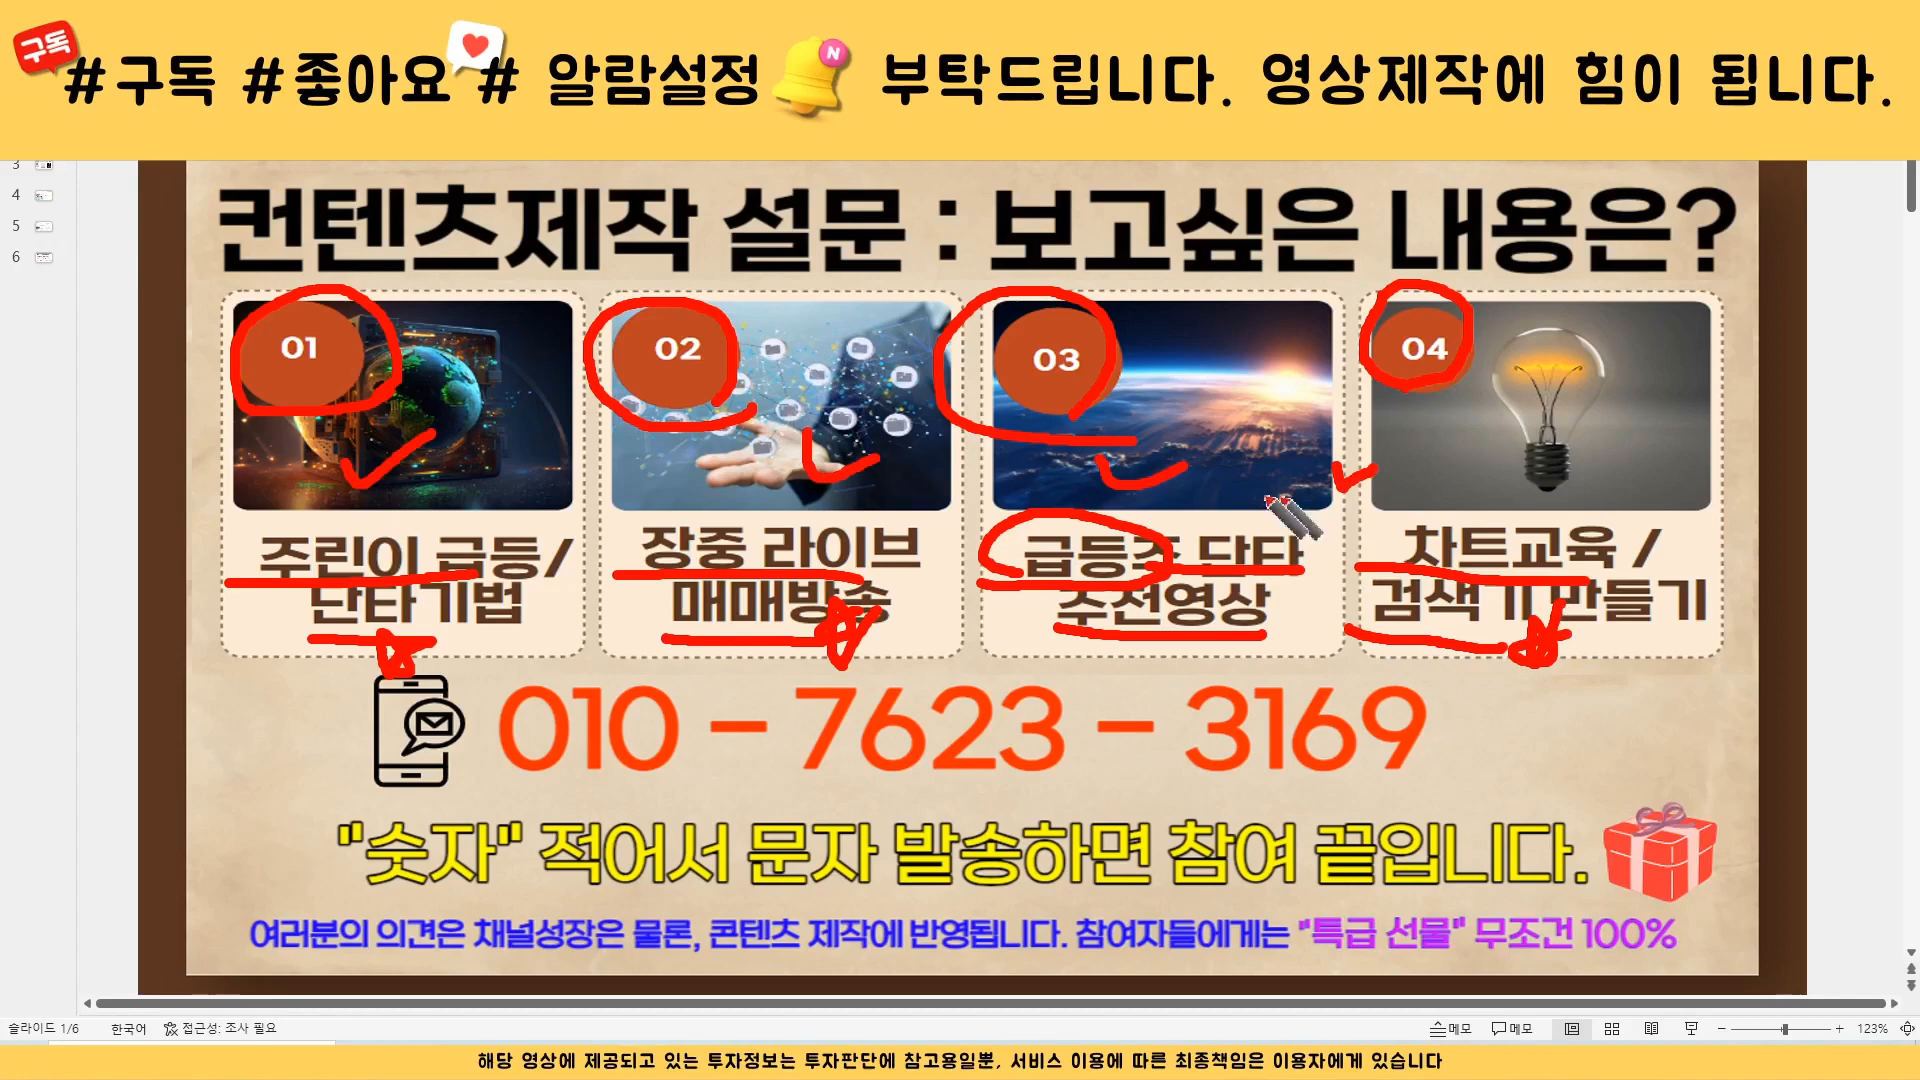 구독
#구독 #좋아요 # 알람설정 N 부탁드립니다. 영상제작에 힘이 됩니다.
3
4
5
6
컨텐츠제작 설문 : 보고싶은 내용은?
01
02
03
04
주린이 급등/
단타기법
장중 라이브
매매방송
급등주 단타
추천영상
차트교육 /
검색기만들기
010 - 7623 - 3169
"숫자" 적어서 문자 발송하면 참여 끝입니다.
여러분의 의견은 채널성장은 물론, 콘텐츠 제작에 반영됩니다. 참여자들에게는 "특급 선물" 무조건 100%
슬라이드 1/6 한국어 접근성: 조사 필요 메모 메모 123%
해당 영상에 제공되고 있는 투자정보는 투자판단에 참고용일뿐, 서비스 이용에 따른 최종책임은 이용자에게 있습니다